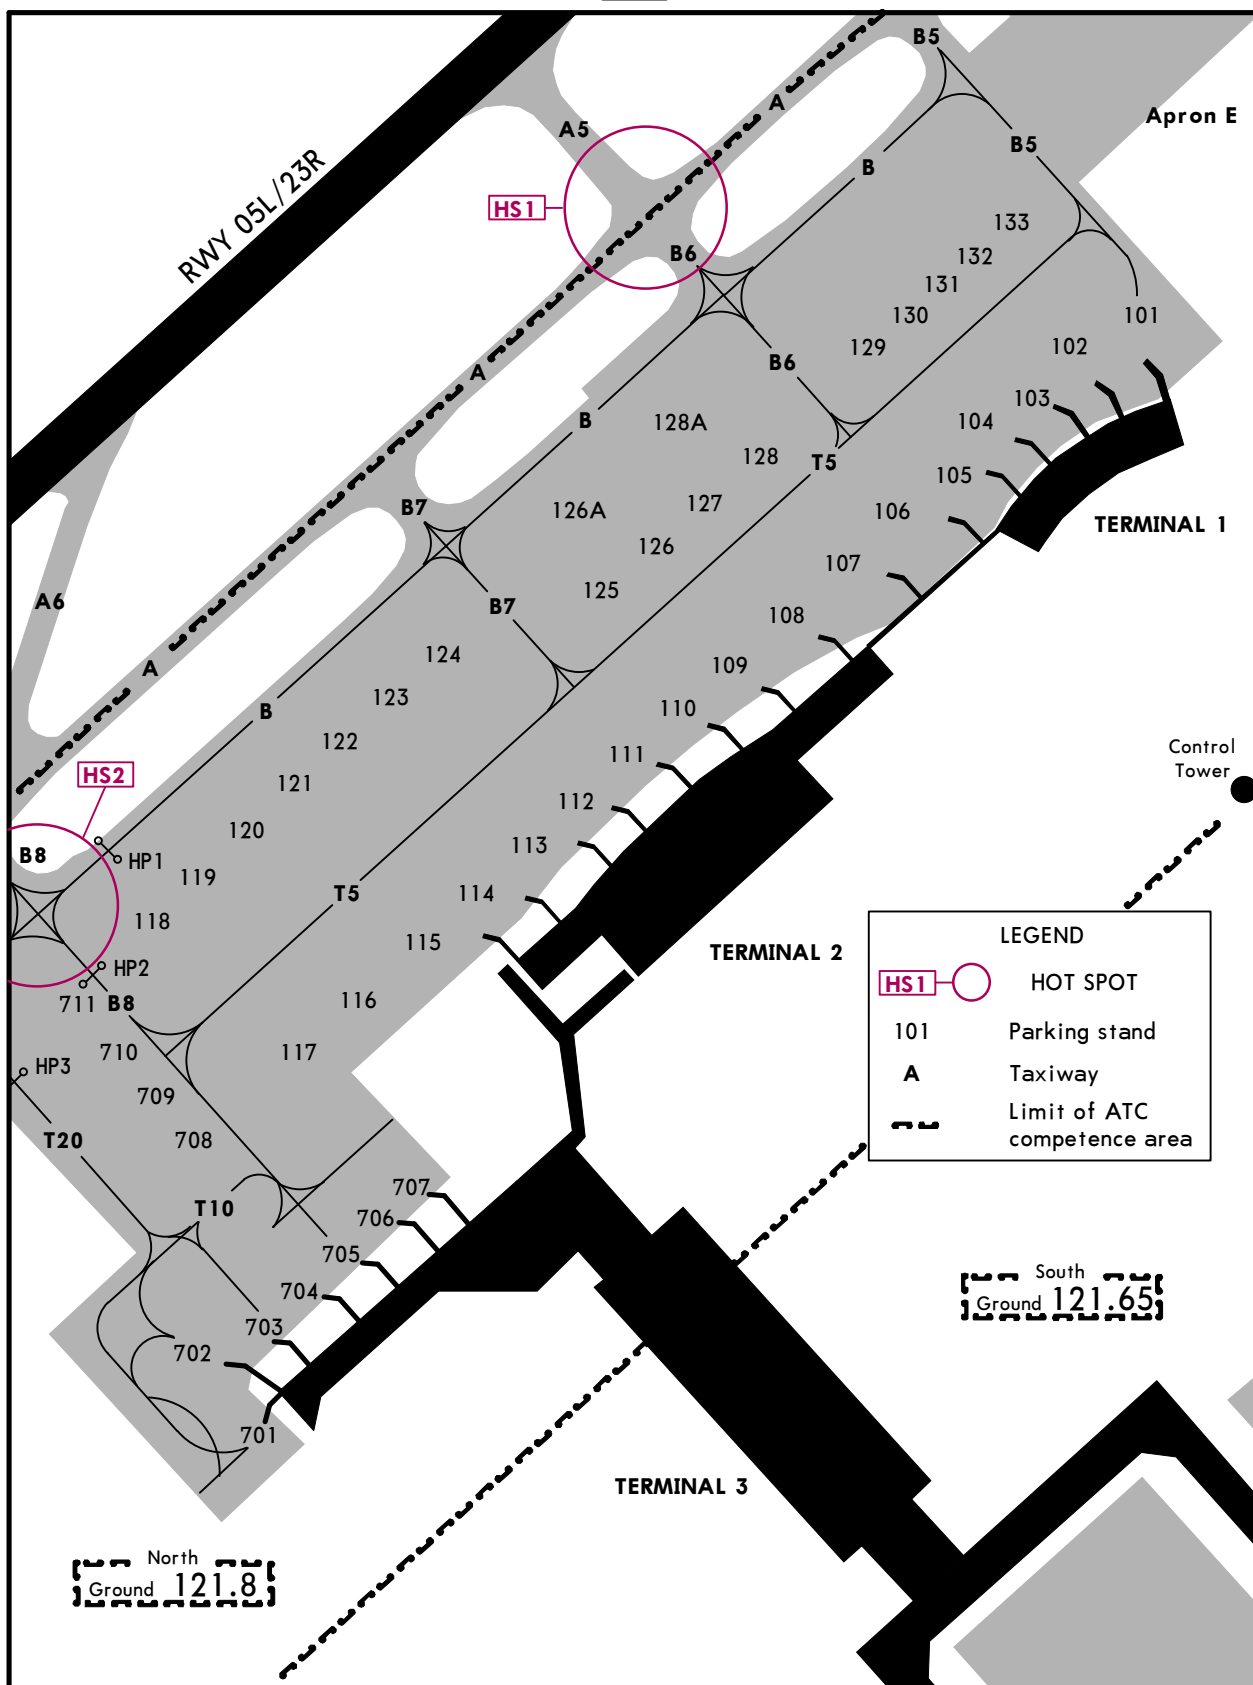 B5
A
Apron E
A5
B5
B
RWY 05L/23R
HS1
133
B6
132
131
130
101
129
102
B6
A
103
128A
104
B
128
T5
105
127
126A
106
B7
TERMINAL 1
126
107
125
A6
B7
108
124
109
A
123
110
B
122
111
Control
Tower
HS2
121
112
120
113
B8
HP1
119
T5
114
118
115
TERMINAL 2
LEGEND
HS1
HOT SPOT
101
Parking stand
A
Taxiway
Limit of ATC
competence area
HP2
711
B8
116
710
117
HP3
709
T20
708
707
T10
706
705
704
703
702
701
South
Ground 121.65
TERMINAL 3
North
Ground 121.8